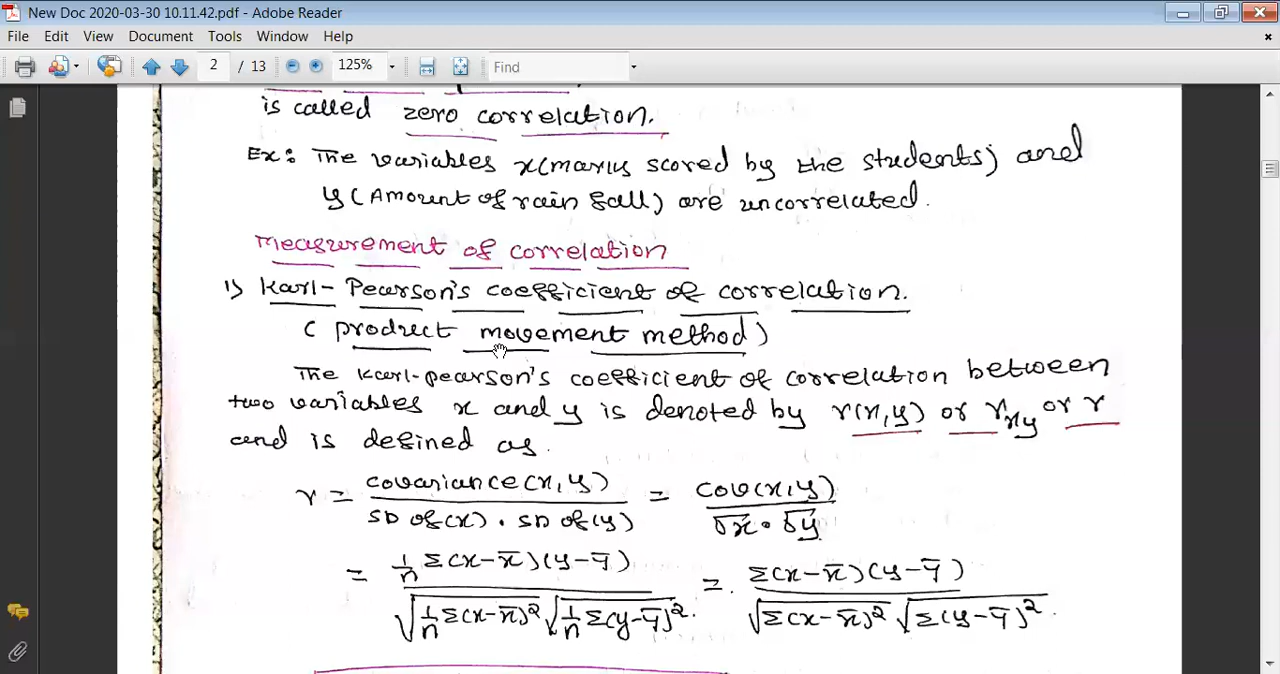 New Doc 2020-03-30 10.11.42.pdf - Adobe Reader
File Edit View Document Tools Window Help
2 / 13 125% Find
is called zero correlation.
Ex: The variables x(marks scored by the students) and
y (Amount of rain fall) are uncorrelated.
Measurement of correlation
1) Karl-Pearson's coefficient of correlation.
(product movement method)
The Karl-pearson's coefficient of correlation between
two variables x and y is denoted by r(x,y) or r_xy or r
and is defined as
r = covariance(x,y) / SD of(x) . SD of(y) = cov(x,y) / σx . σy
= 1/n Σ(x-x̄)(y-ȳ) / √(1/n Σ(x-x̄)²) √(1/n Σ(y-ȳ)²) = Σ(x-x̄)(y-ȳ) / √(Σ(x-x̄)²) √(Σ(y-ȳ)²)